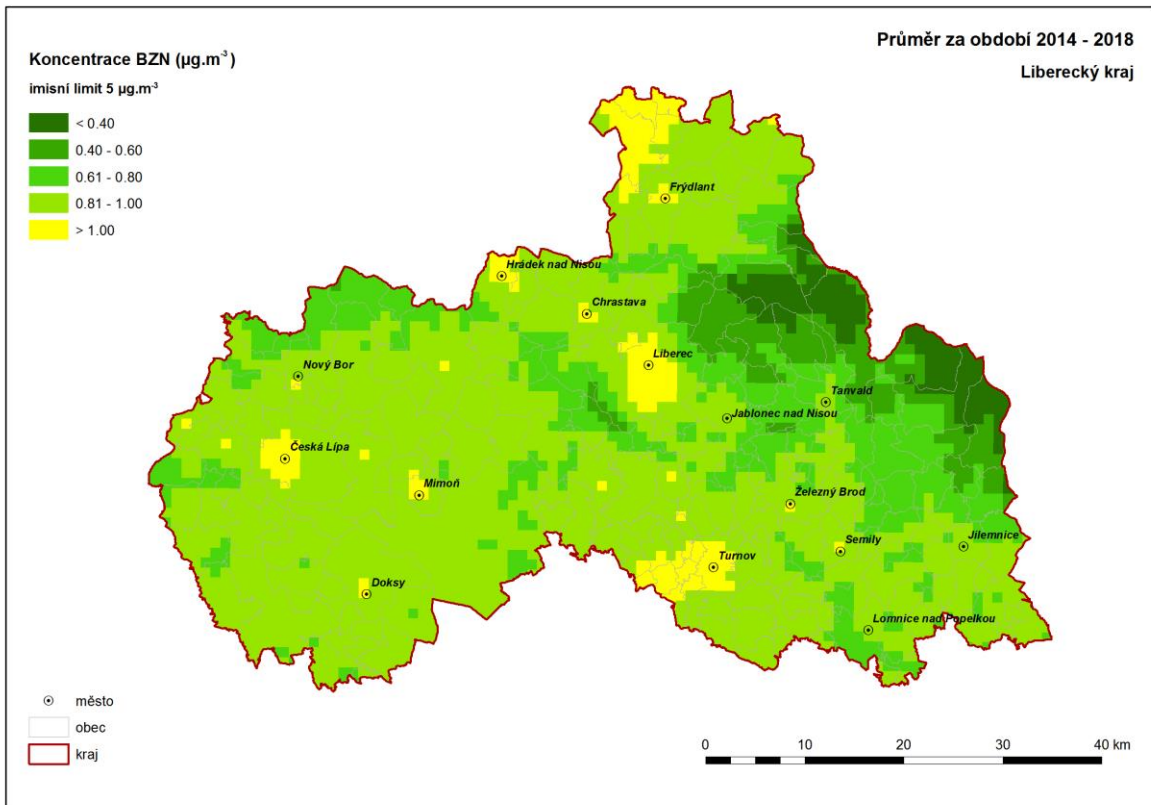 Průměr za období 2014 - 2018
Liberecký kraj
Koncentrace BZN (µg.m-3)
imisní limit 5 µg.m-3
< 0.40
0.40 - 0.60
0.61 - 0.80
0.81 - 1.00
> 1.00
Frýdlant
Hrádek nad Nisou
Chrastava
Liberec
Nový Bor
Tanvald
Jablonec nad Nisou
Česká Lípa
Mimoň
Železný Brod
Semily
Jilemnice
Turnov
Doksy
Lomnice nad Popelkou
město
obec
kraj
0 10 20 30 40 km